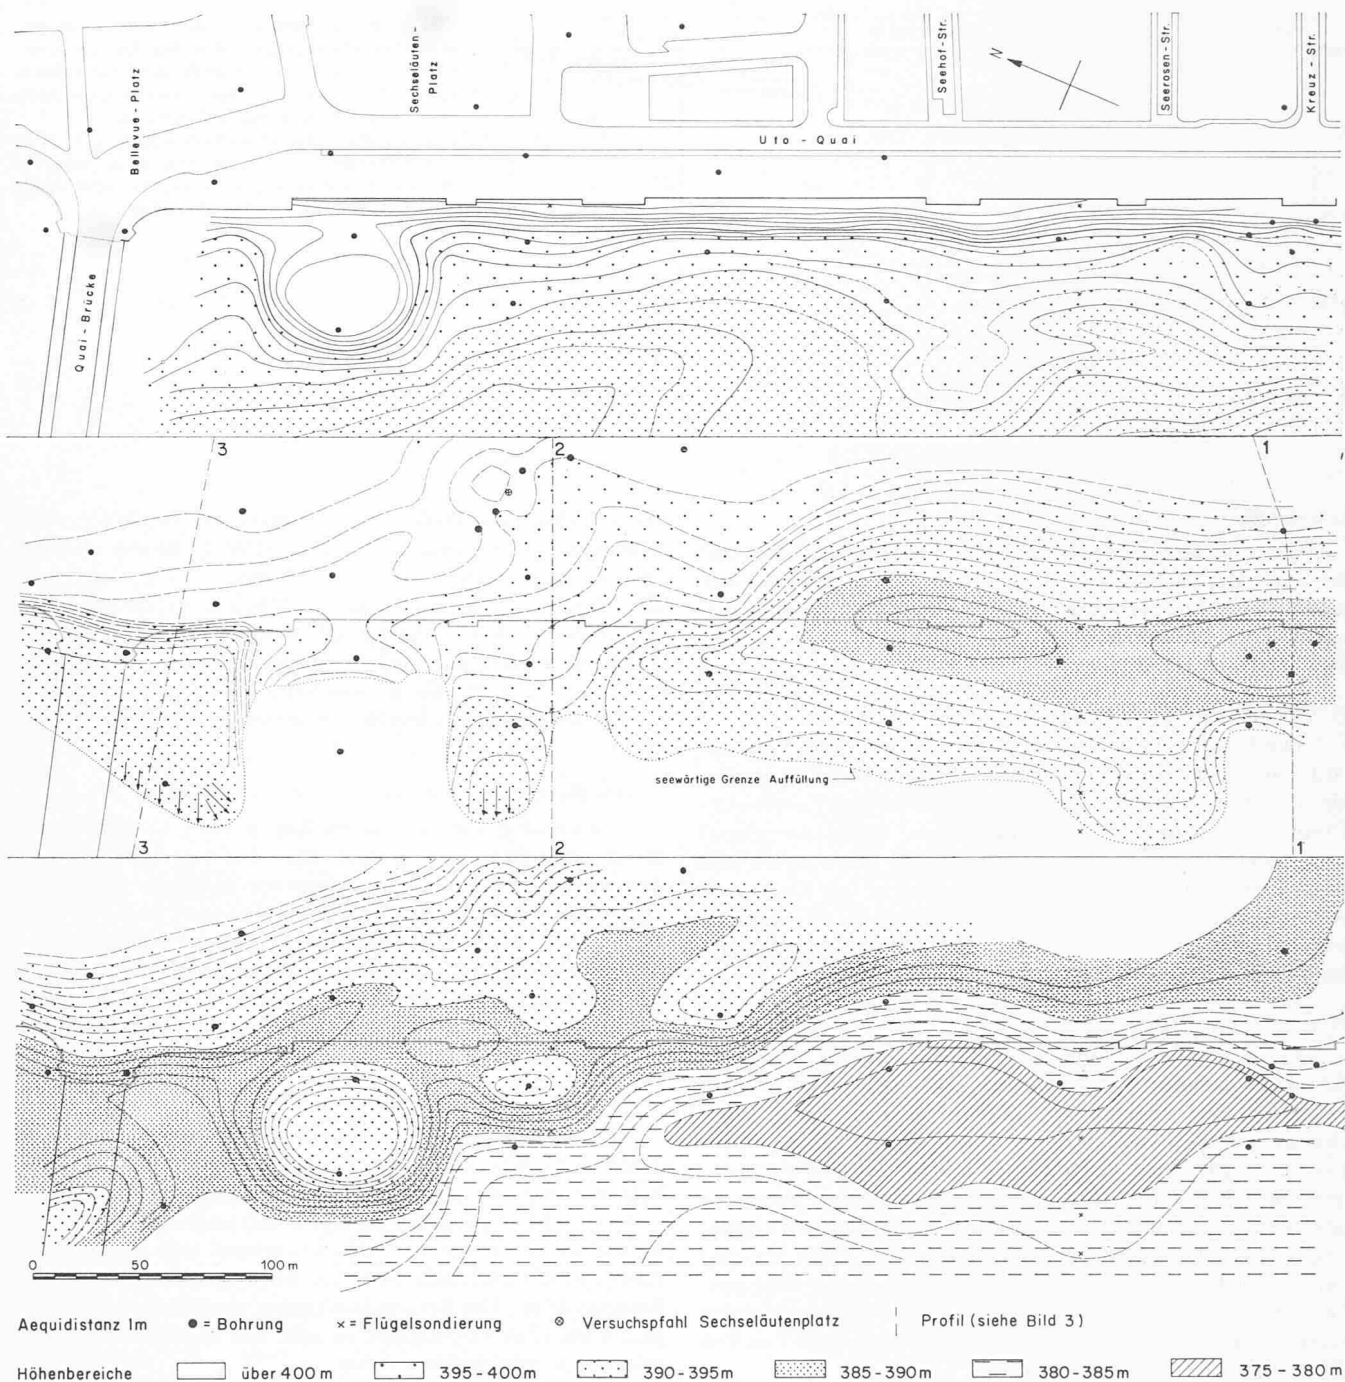 Bellevue-Platz
Sechseläuten-
Platz
Seehof-Str.
N
Seerosen-Str.
Kreuz-Str.
Uto-Quai
Quai-Brücke
3
2
1
seewärtige Grenze Auffüllung
3
2
1
0 50 100 m
Aequidistanz 1m
= Bohrung
x = Flügelsondierung
Versuchspfahl Sechseläutenplatz
Profil (siehe Bild 3)
Höhenbereiche
über 400 m
395-400m
390-395m
385-390m
380-385m
375-380m